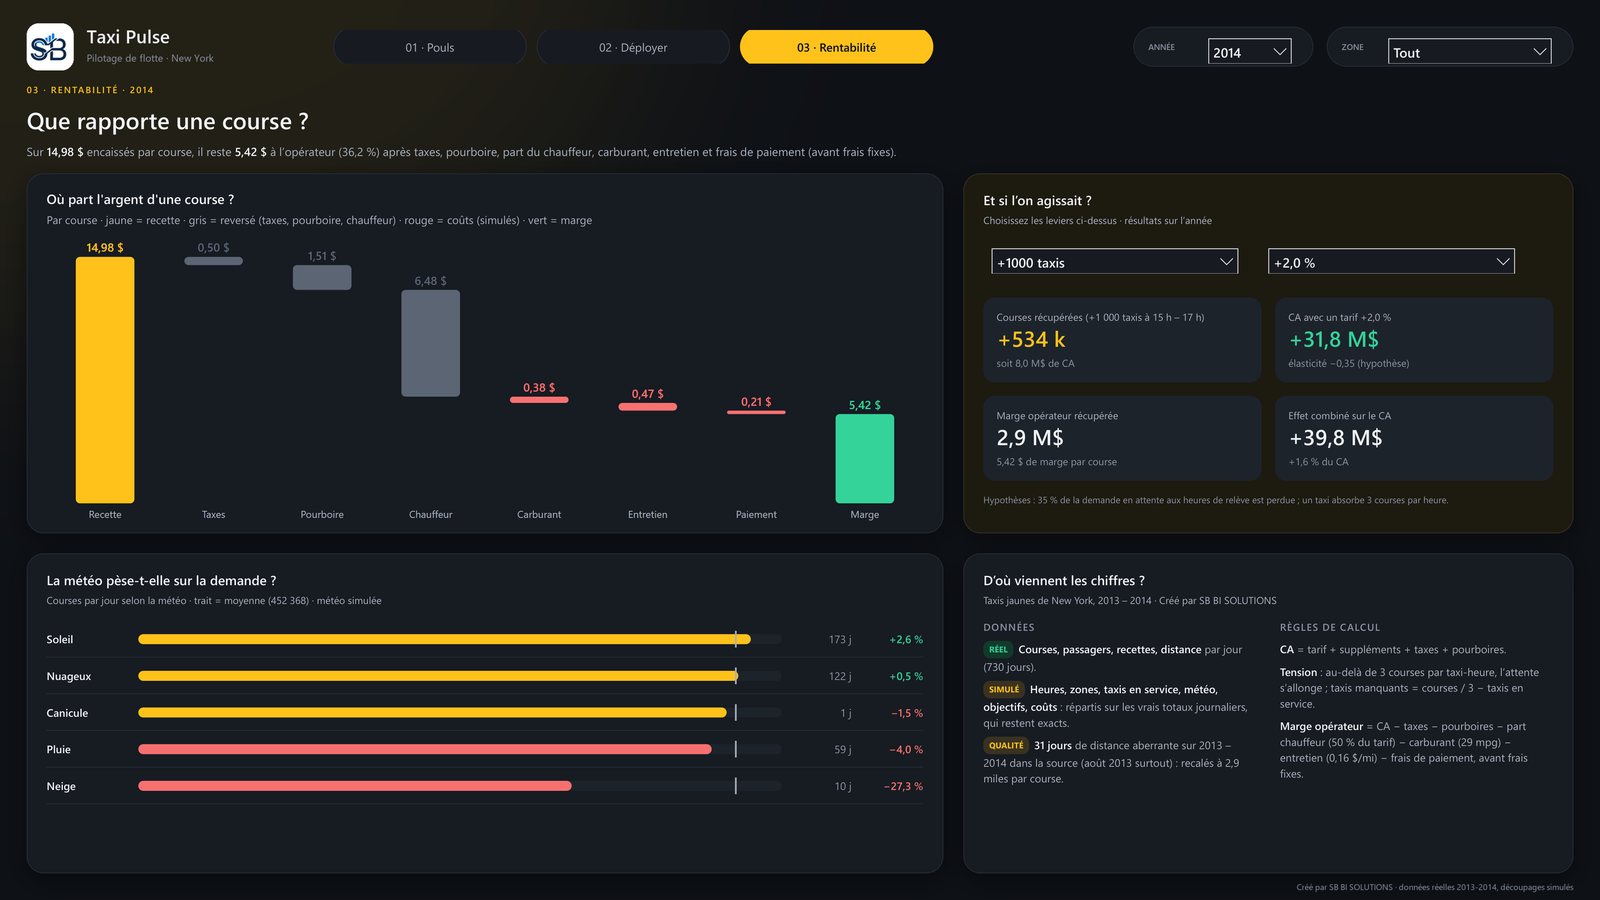 SB
Taxi Pulse
Pilotage de flotte · New York
01 · Pouls
02 · Déployer
03 · Rentabilité
ANNÉE
2014
ZONE
Tout
03 · RENTABILITÉ · 2014
Que rapporte une course ?
Sur 14,98 $ encaissés par course, il reste 5,42 $ à l’opérateur (36,2 %) après taxes, pourboire, part du chauffeur, carburant, entretien et frais de paiement (avant frais fixes).
Où part l'argent d'une course ?
Par course · jaune = recette · gris = reversé (taxes, pourboire, chauffeur) · rouge = coûts (simulés) · vert = marge
14,98 $
0,50 $
1,51 $
6,48 $
0,38 $
0,47 $
0,21 $
5,42 $
Recette
Taxes
Pourboire
Chauffeur
Carburant
Entretien
Paiement
Marge
Et si l’on agissait ?
Choisissez les leviers ci-dessus · résultats sur l’année
+1000 taxis
+2,0 %
Courses récupérées (+1 000 taxis à 15 h – 17 h)
+534 k
soit 8,0 M$ de CA
CA avec un tarif +2,0 %
+31,8 M$
élasticité −0,35 (hypothèse)
Marge opérateur récupérée
2,9 M$
5,42 $ de marge par course
Effet combiné sur le CA
+39,8 M$
+1,6 % du CA
Hypothèses : 35 % de la demande en attente aux heures de relève est perdue ; un taxi absorbe 3 courses par heure.
La météo pèse-t-elle sur la demande ?
Courses par jour selon la météo · trait = moyenne (452 368) · météo simulée
Soleil 173 j +2,6 %
Nuageux 122 j +0,5 %
Canicule 1 j −1,5 %
Pluie 59 j −4,0 %
Neige 10 j −27,3 %
D’où viennent les chiffres ?
Taxis jaunes de New York, 2013 – 2014 · Créé par SB BI SOLUTIONS
DONNÉES
RÉEL Courses, passagers, recettes, distance par jour
(730 jours).
SIMULÉ Heures, zones, taxis en service, météo,
objectifs, coûts : répartis sur les vrais totaux journaliers,
qui restent exacts.
QUALITÉ 31 jours de distance aberrante sur 2013 –
2014 dans la source (août 2013 surtout) : recalés à 2,9
miles par course.
RÈGLES DE CALCUL
CA = tarif + suppléments + taxes + pourboires.
Tension : au-delà de 3 courses par taxi-heure, l’attente
s’allonge ; taxis manquants = courses / 3 − taxis en
service.
Marge opérateur = CA − taxes − pourboires − part
chauffeur (50 % du tarif) − carburant (29 mpg) −
entretien (0,16 $/mi) − frais de paiement, avant frais
fixes.
Créé par SB BI SOLUTIONS · données réelles 2013-2014, découpages simulés